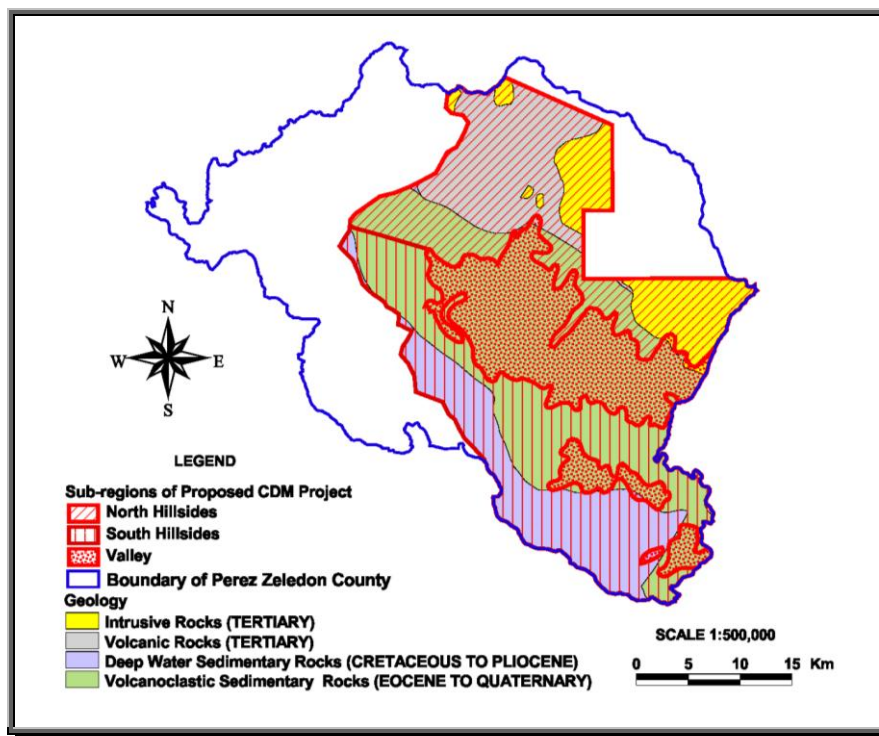 N
W E
S
LEGEND
Sub-regions of Proposed CDM Project
North Hillsides
South Hillsides
Valley
Boundary of Perez Zeledon County
Geology
Intrusive Rocks (TERTIARY)
Volcanic Rocks (TERTIARY)
Deep Water Sedimentary Rocks (CRETACEOUS TO PLIOCENE)
Volcanoclastic Sedimentary Rocks (EOCENE TO QUATERNARY)
SCALE 1:500,000
0 5 10 15 Km